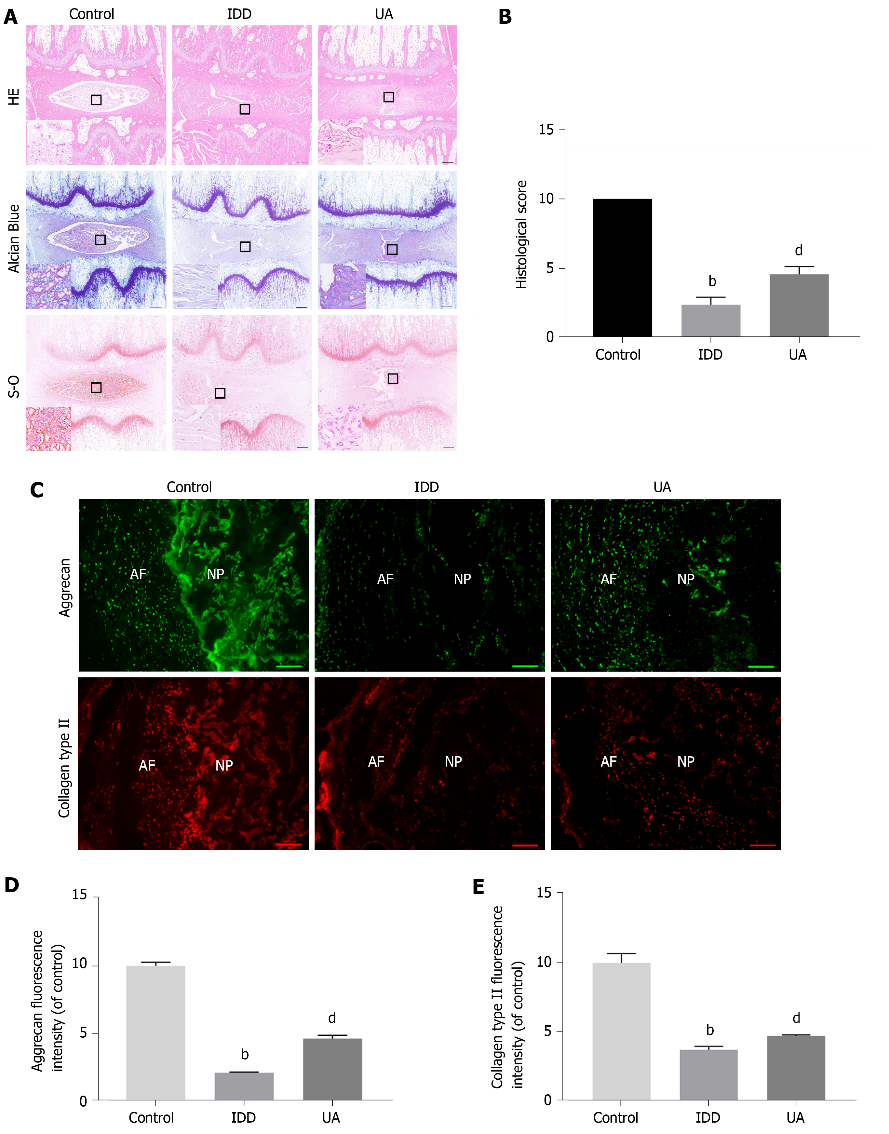 A
Control
IDD
UA
HE
Alcian Blue
S-O
B
Histological score
15
10
5
0
b
d
Control
IDD
UA
C
Control
IDD
UA
Aggrecan
AF
NP
AF
NP
AF
NP
Collagen type II
AF
NP
AF
NP
AF
NP
D
Aggrecan fluorescence
intensity (of control)
15
10
5
0
b
d
Control
IDD
UA
E
Collagen type II fluorescence
intensity (of control)
15
10
5
0
b
d
Control
IDD
UA